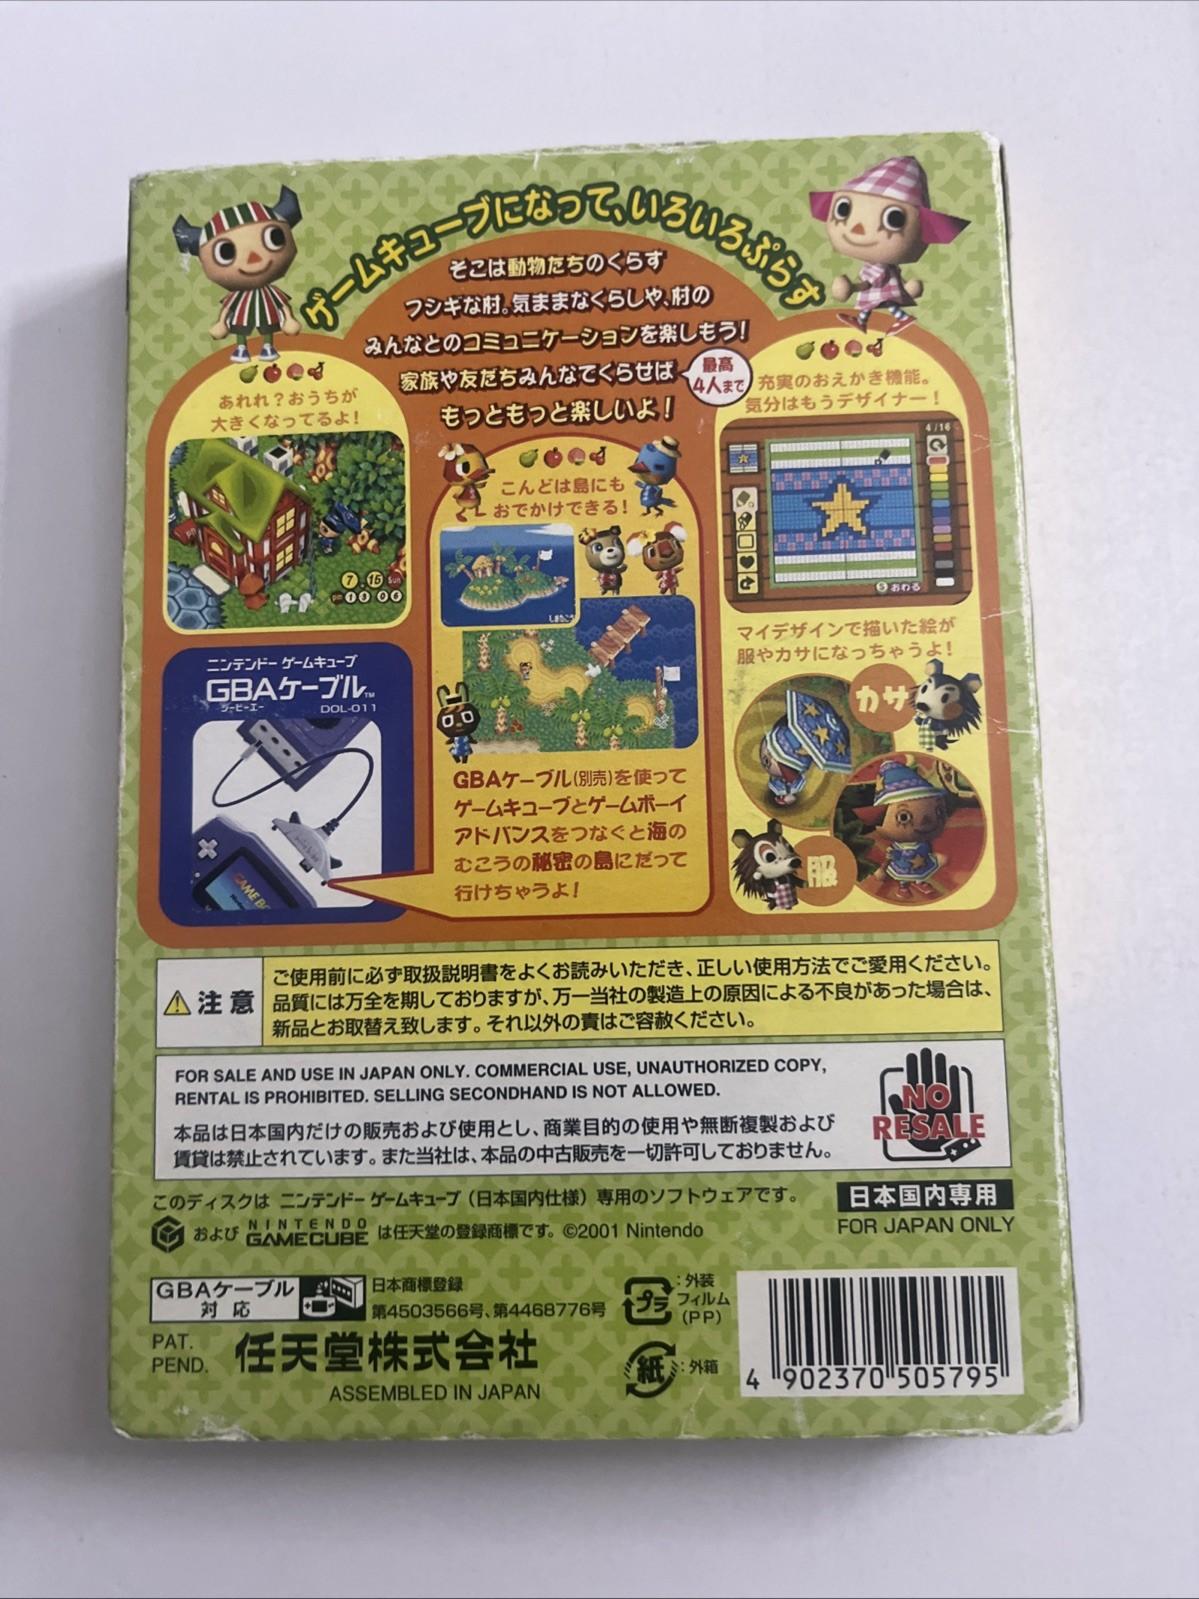 ゲームキューブになって、いろいろぷらす
そこは動物たちのくらす
フシギな村。気ままなくらしや、村の
みんなとのコミュニケーションを楽しもう!
家族や友だちみんなでくらせば
最高
4人まで
もっともっと楽しいよ!
あれれ?おうちが
大きくなってるよ!
7 15 Sun
pm 13 06
こんどは島にも
おでかけできる!
充実のおえかき機能。
気分はもうデザイナー!
4/16
S おわる
マイデザインで描いた絵が
服やカサになっちゃうよ!
カサ
服
ニンテンドーゲームキューブ
GBAケーブル™
ジービーエー
DOL-011
GAME BO
GBAケーブル(別売)を使って
ゲームキューブとゲームボーイ
アドバンスをつなぐと海の
むこうの秘密の島にだって
行けちゃうよ!
注意
ご使用前に必ず取扱説明書をよくお読みいただき、正しい使用方法でご愛用ください。
品質には万全を期しておりますが、万一当社の製造上の原因による不良があった場合は、
新品とお取替え致します。それ以外の責はご容赦ください。
FOR SALE AND USE IN JAPAN ONLY. COMMERCIAL USE, UNAUTHORIZED COPY,
RENTAL IS PROHIBITED. SELLING SECONDHAND IS NOT ALLOWED.
本品は日本国内だけの販売および使用とし、商業目的の使用や無断複製および
賃貸は禁止されています。また当社は、本品の中古販売を一切許可しておりません。
NO
RESALE
このディスクは ニンテンドーゲームキューブ(日本国内仕様)専用のソフトウェアです。
および NINTENDO GAMECUBE は任天堂の登録商標です。©2001 Nintendo
日本国内専用
FOR JAPAN ONLY
GBAケーブル
対応
日本商標登録
第4503566号、第4468776号
PAT.
PEND.
任天堂株式会社
ASSEMBLED IN JAPAN
プラ :外装
フィルム
(PP)
紙 :外箱
4 902370 505795